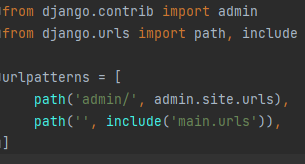 from django.contrib import admin
from django.urls import path, include
urlpatterns = [
    path('admin/', admin.site.urls),
    path('', include('main.urls')),
]